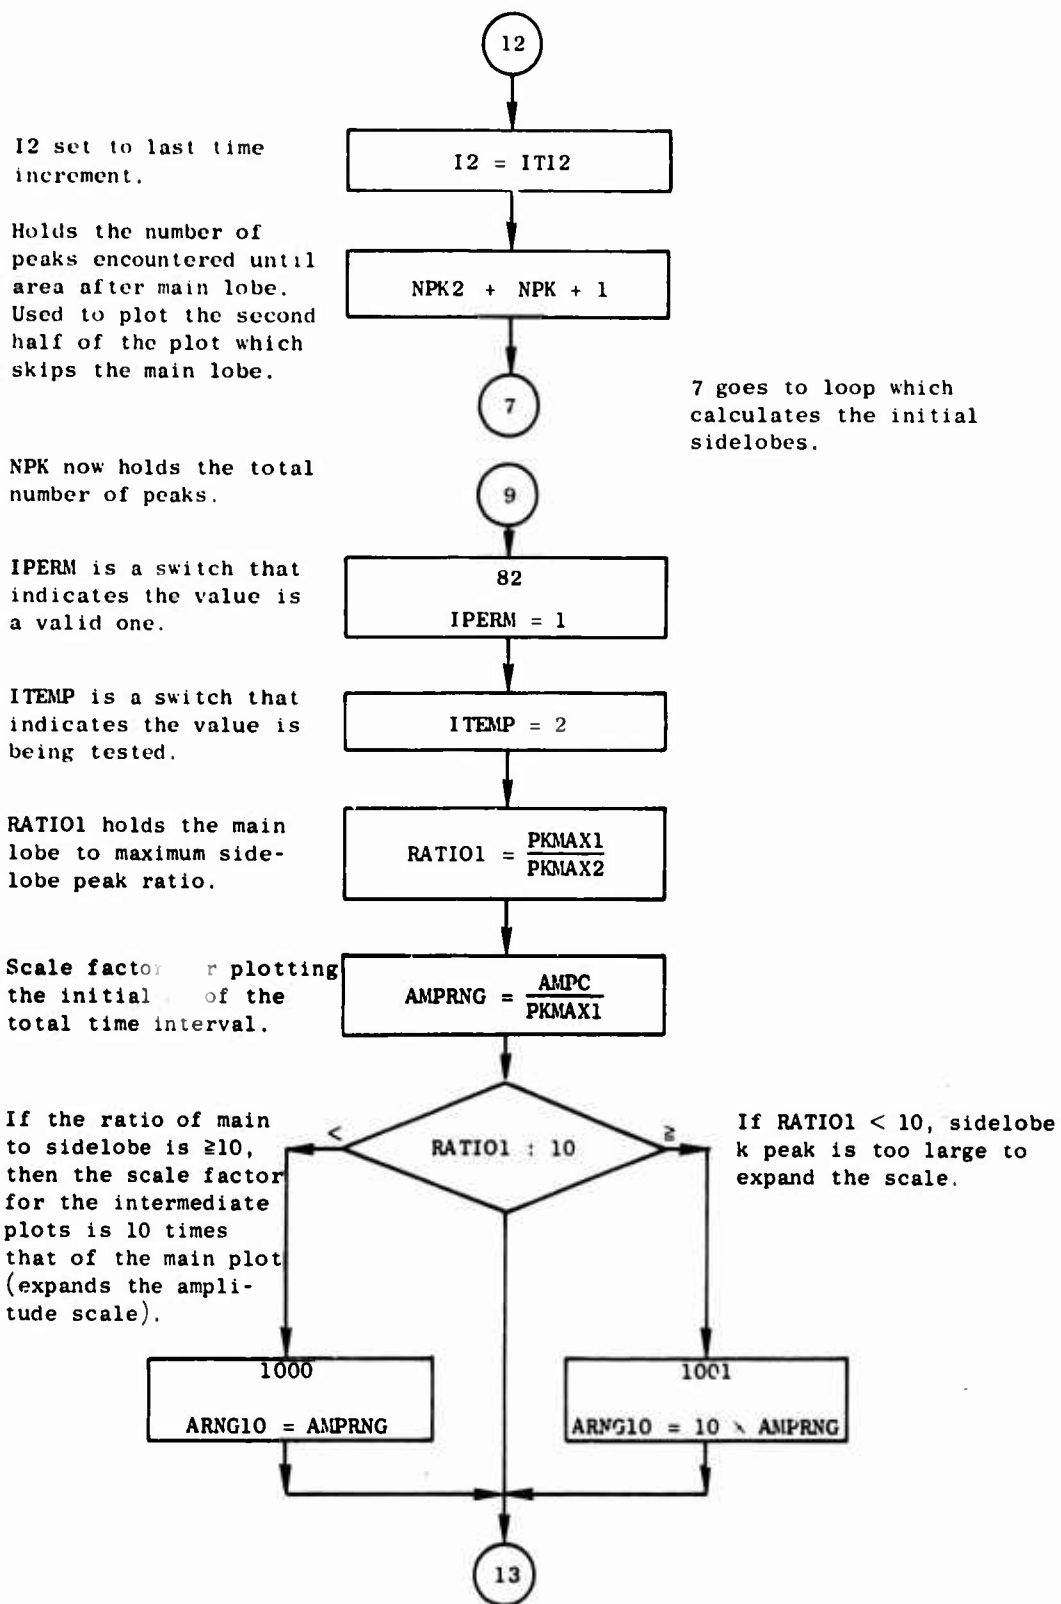 12
I2 set to last time
increment.
I2 = ITI2
Holds the number of
peaks encountered until
area after main lobe.
Used to plot the second
half of the plot which
skips the main lobe.
NPK2 + NPK + 1
7
7 goes to loop which
calculates the initial
sidelobes.
NPK now holds the total
number of peaks.
9
IPERM is a switch that
indicates the value is
a valid one.
82
IPERM = 1
ITEMP is a switch that
indicates the value is
being tested.
ITEMP = 2
RATIO1 holds the main
lobe to maximum side-
lobe peak ratio.
RATIO1 = PKMAX1
PKMAX2
Scale factor r plotting
the initial of the
total time interval.
AMPRNG = AMPC
PKMAX1
If the ratio of main
to sidelobe is ≧10,
then the scale factor
for the intermediate
plots is 10 times
that of the main plot
(expands the ampli-
tude scale).
<
RATIO1 : 10
≧
If RATIO1 < 10, sidelobe
k peak is too large to
expand the scale.
1000
ARNG10 = AMPRNG
1001
ARNG10 = 10 × AMPRNG
13